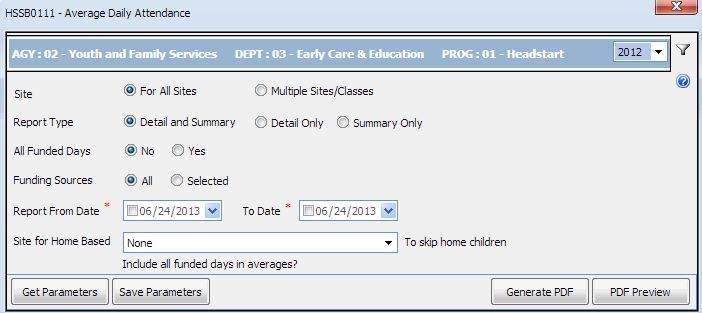 HSSB0111 - Average Daily Attendance
AGY : 02 - Youth and Family Services DEPT : 03 - Early Care & Education PROG : 01 - Headstart 2012
Site For All Sites Multiple Sites/Classes
Report Type Detail and Summary Detail Only Summary Only
All Funded Days No Yes
Funding Sources All Selected
Report From Date * 06/24/2013 To Date * 06/24/2013
Site for Home Based None To skip home children
Include all funded days in averages?
Get Parameters Save Parameters Generate PDF PDF Preview